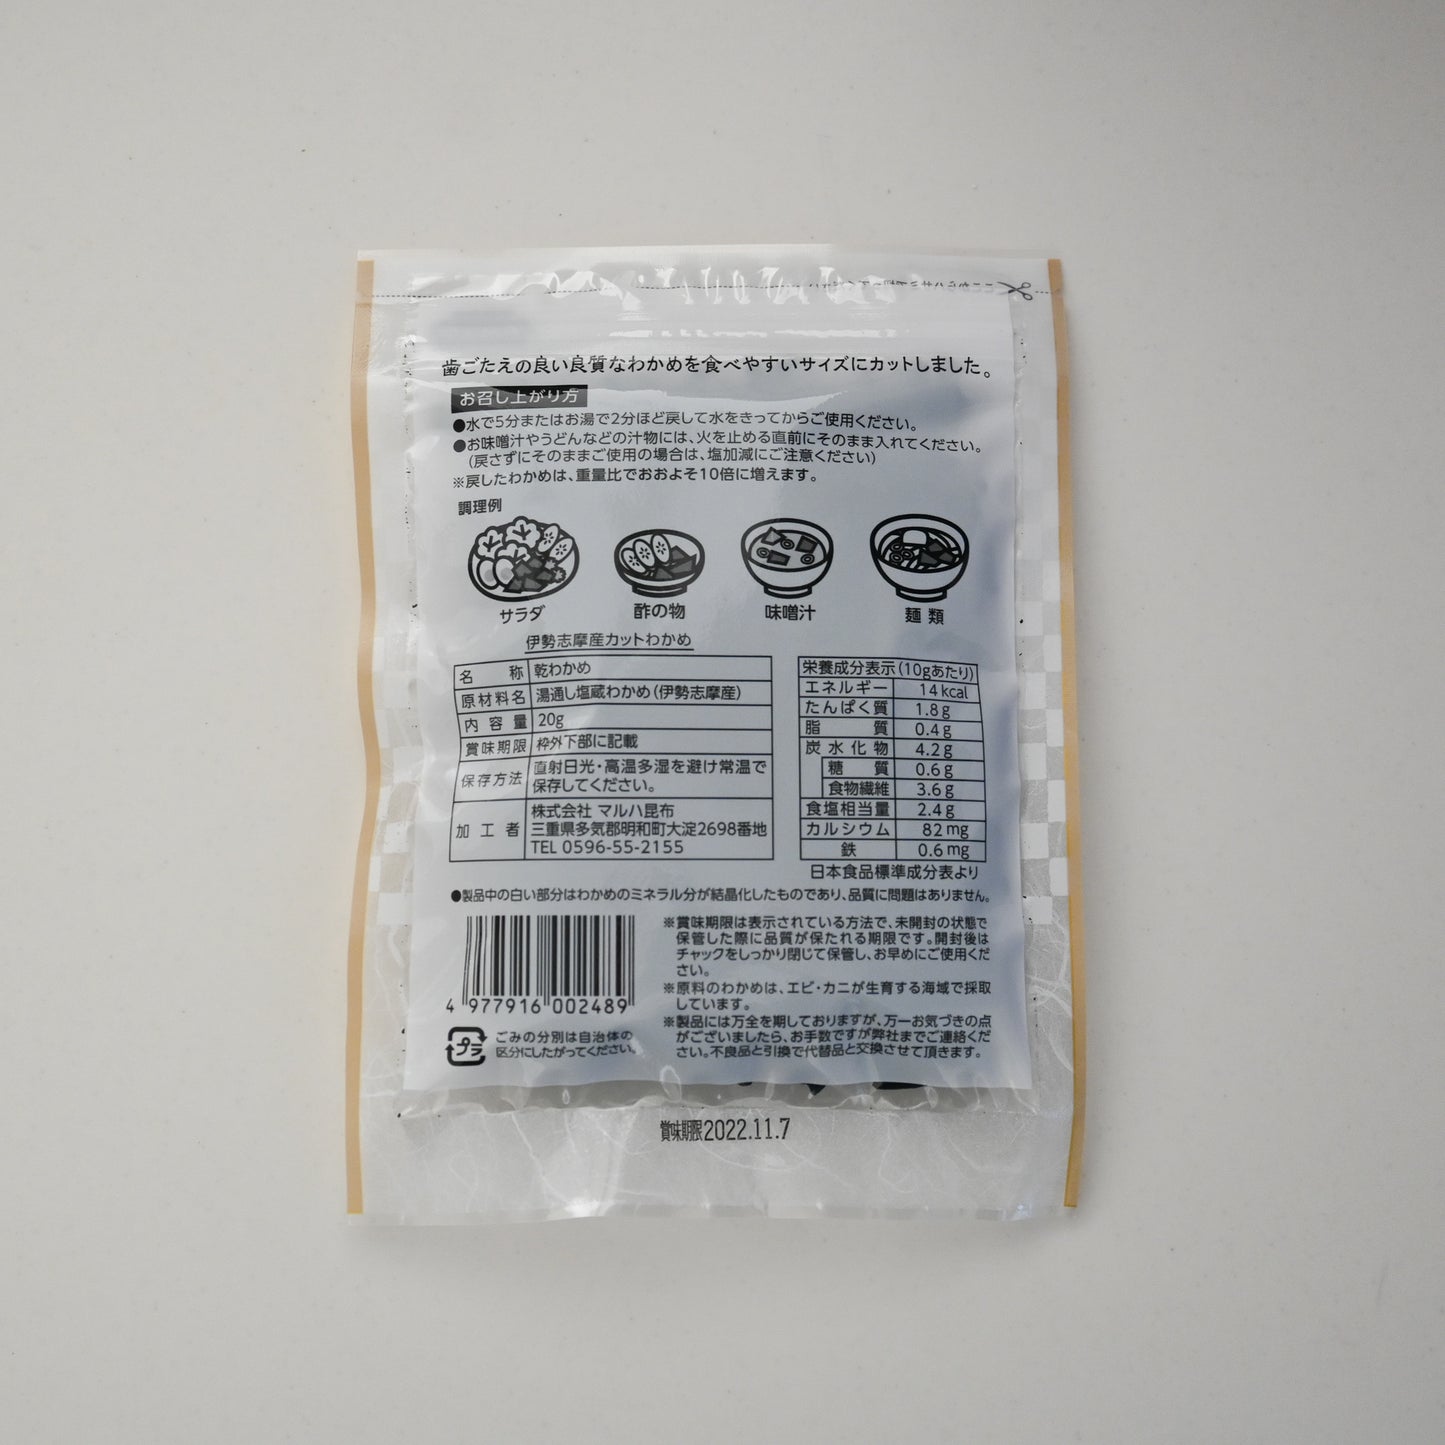 歯ごたえの良い良質なわかめを食べやすいサイズにカットしました。
お召し上がり方
●水で5分またはお湯で2分ほど戻して水をきってからご使用ください。
●お味噌汁やうどんなどの汁物には、火を止める直前にそのまま入れてください。
(戻さずにそのままご使用の場合は、塩加減にご注意ください)
※戻したわかめは、重量比でおおよそ10倍に増えます。
調理例
サラダ 酢の物 味噌汁 麺類
伊勢志摩産カットわかめ
名称 乾わかめ
原材料名 湯通し塩蔵わかめ(伊勢志摩産)
内容量 20g
賞味期限 枠外下部に記載
保存方法 直射日光・高温多湿を避け常温で
保存してください。
加工者 株式会社 マルハ昆布
三重県多気郡明和町大淀2698番地
TEL 0596-55-2155
栄養成分表示(10gあたり)
エネルギー 14kcal
たんぱく質 1.8g
脂質 0.4g
炭水化物 4.2g
糖質 0.6g
食物繊維 3.6g
食塩相当量 2.4g
カルシウム 82mg
鉄 0.6mg
日本食品標準成分表より
●製品中の白い部分はわかめのミネラル分が結晶化したものであり、品質に問題はありません。
4 977916 002489
プラ
ごみの分別は自治体の
区分にしたがってください。
※賞味期限は表示されている方法で、未開封の状態で
保管した際に品質が保たれる期限です。開封後は
チャックをしっかり閉じて保管し、お早めにご使用くだ
さい。
※原料のわかめは、エビ・カニが生育する海域で採取
しています。
※製品には万全を期しておりますが、万一お気づきの点
がございましたら、お手数ですが弊社までご連絡くだ
さい。不良品と引換で代替品と交換させて頂きます。
賞味期限2022.11.7